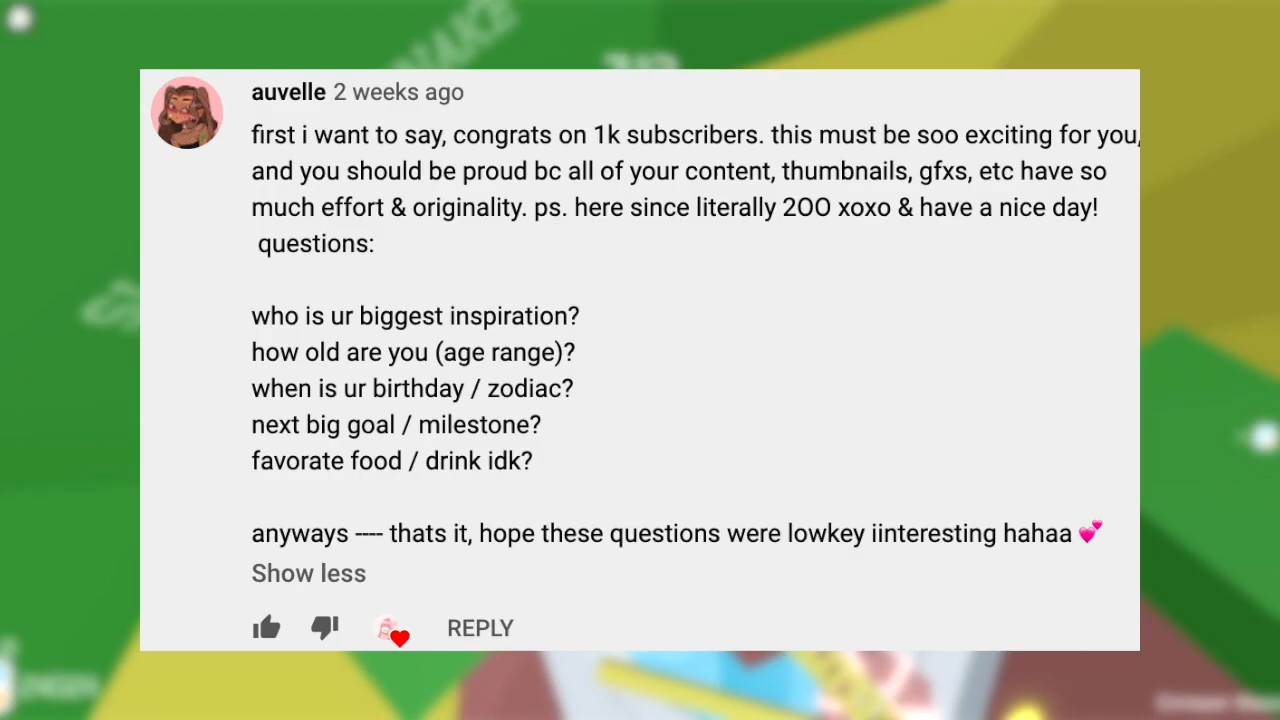 auvelle 2 weeks ago
first i want to say, congrats on 1k subscribers. this must be soo exciting for you,
and you should be proud bc all of your content, thumbnails, gfxs, etc have so
much effort & originality. ps. here since literally 2OO xoxo & have a nice day!
questions:
who is ur biggest inspiration?
how old are you (age range)?
when is ur birthday / zodiac?
next big goal / milestone?
favorate food / drink idk?
anyways ---- thats it, hope these questions were lowkey iinteresting hahaa 💕
Show less
REPLY